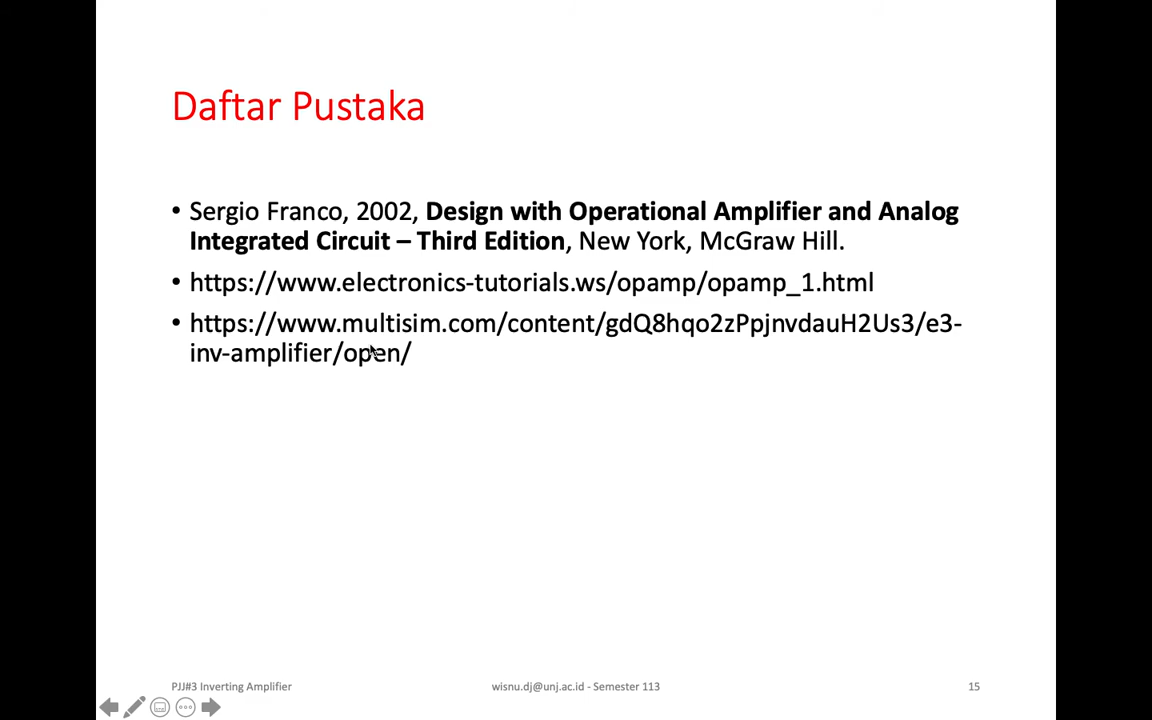 Daftar Pustaka
• Sergio Franco, 2002, Design with Operational Amplifier and Analog
Integrated Circuit – Third Edition, New York, McGraw Hill.
• https://www.electronics-tutorials.ws/opamp/opamp_1.html
• https://www.multisim.com/content/gdQ8hqo2zPpjnvdauH2Us3/e3-
inv-amplifier/open/
PJJ#3 Inverting Amplifier
wisnu.dj@unj.ac.id - Semester 113
15